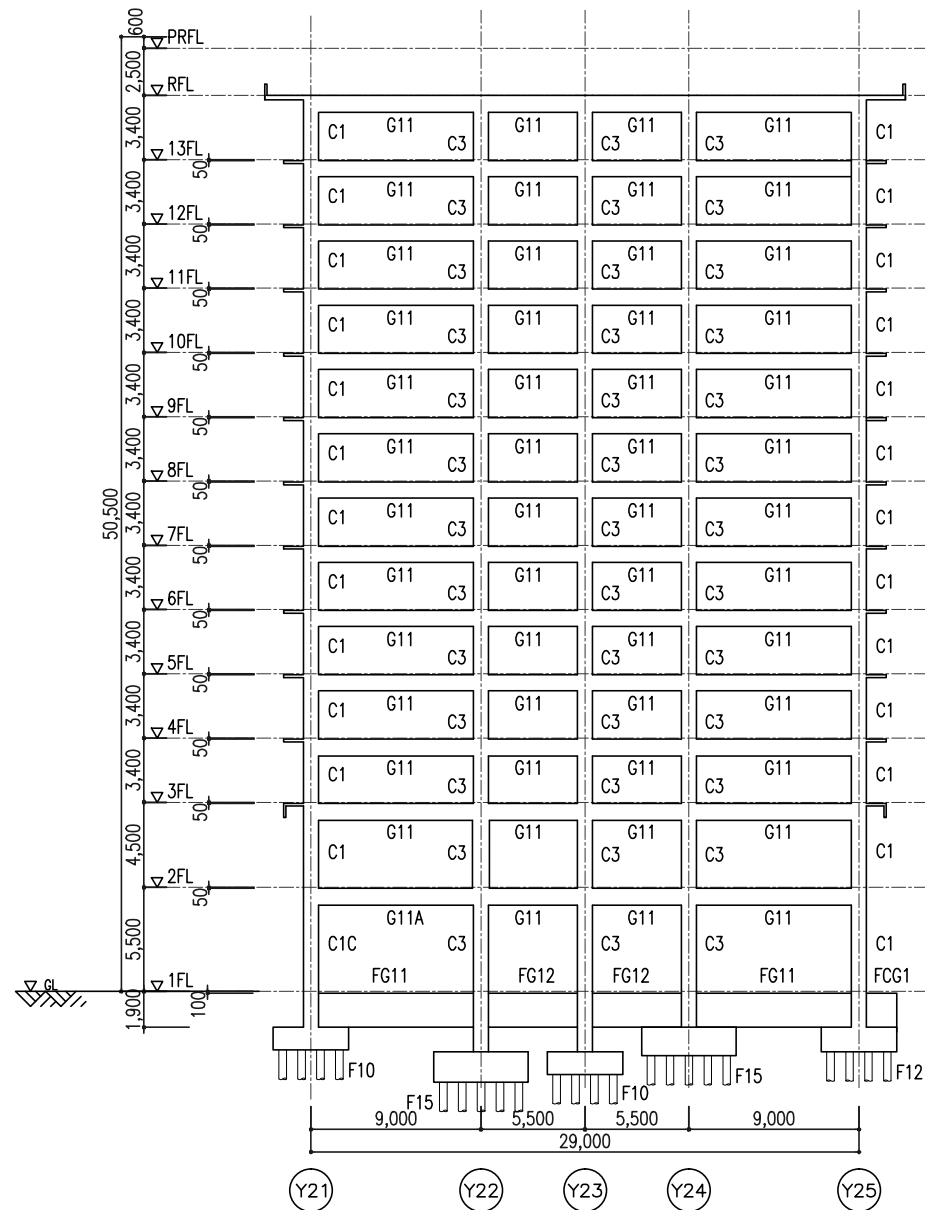 600
PRFL
2,500
RFL
3,400
C1 G11 C3 G11 C3 G11 C3 G11 C1
13FL
50
3,400
C1 G11 C3 G11 C3 G11 C3 G11 C1
12FL
50
3,400
C1 G11 C3 G11 C3 G11 C3 G11 C1
11FL
50
3,400
C1 G11 C3 G11 C3 G11 C3 G11 C1
10FL
50
3,400
C1 G11 C3 G11 C3 G11 C3 G11 C1
9FL
50
3,400
C1 G11 C3 G11 C3 G11 C3 G11 C1
8FL
50
50,500
3,400
C1 G11 C3 G11 C3 G11 C3 G11 C1
7FL
50
3,400
C1 G11 C3 G11 C3 G11 C3 G11 C1
6FL
50
3,400
C1 G11 C3 G11 C3 G11 C3 G11 C1
5FL
50
3,400
C1 G11 C3 G11 C3 G11 C3 G11 C1
4FL
50
3,400
C1 G11 C3 G11 C3 G11 C3 G11 C1
3FL
50
4,500
C1 G11 C3 G11 C3 G11 C3 G11 C1
2FL
50
5,500
C1C G11A C3 G11 C3 G11 C3 G11 C1
FG11 FG12 FG12 FG11 FCG1
GL 1FL
1,900
100
F10 F15 F10 F15 F12
9,000 5,500 5,500 9,000
29,000
Y21 Y22 Y23 Y24 Y25